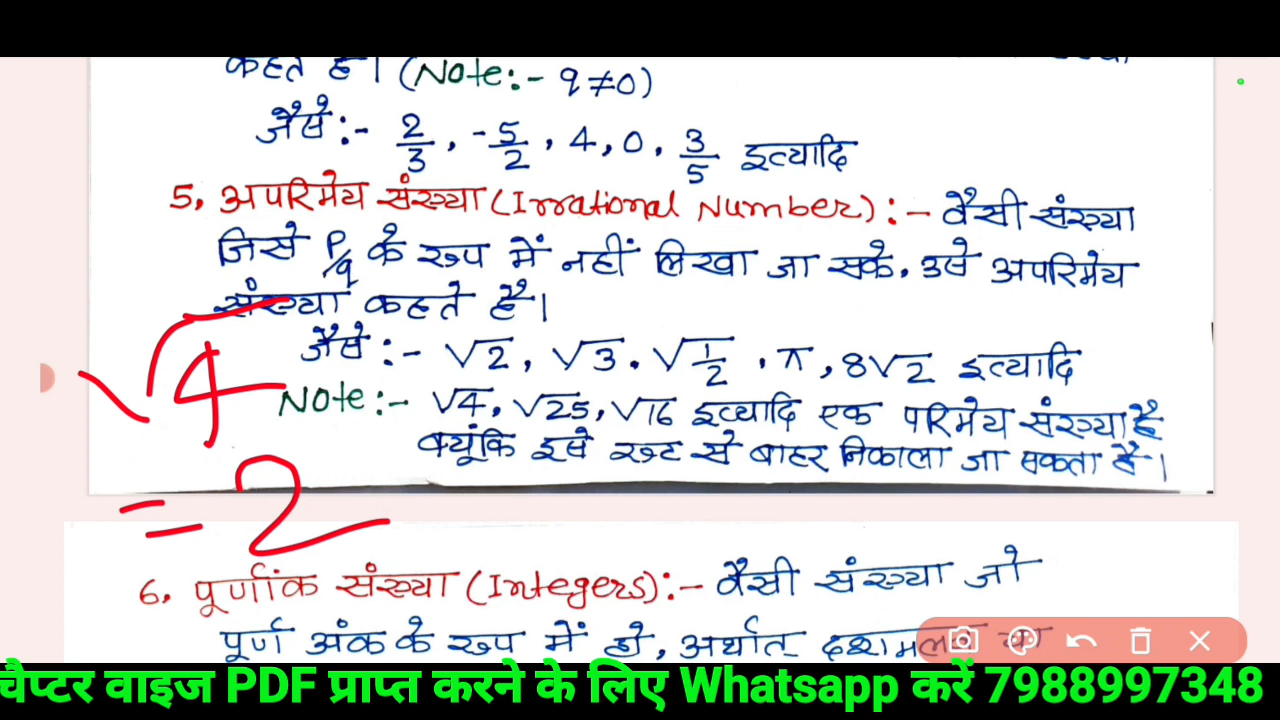 कहते हैं। (Note:- q ≠ 0)
जैसे:- 2/3, -5/2, 4, 0, 3/5 इत्यादि
5. अपरिमेय संख्या (Irrational Number):- वैसी संख्या
जिसे P/q के रूप में नहीं लिखा जा सके, उसे अपरिमेय
संख्या कहते हैं।
जैसे:- √2, √3, √1/2, π, 8√2 इत्यादि
Note:- √4, √25, √16 इत्यादि एक परिमेय संख्या है
क्यूंकि इसे रूट से बाहर निकाला जा सकता है।
√4
= 2
6. पूर्णांक संख्या (Integers):- वैसी संख्या जो
पूर्ण अंक के रूप में हो, अर्थात दशमलव या
चैप्टर वाइज PDF प्राप्त करने के लिए Whatsapp करें 7988997348